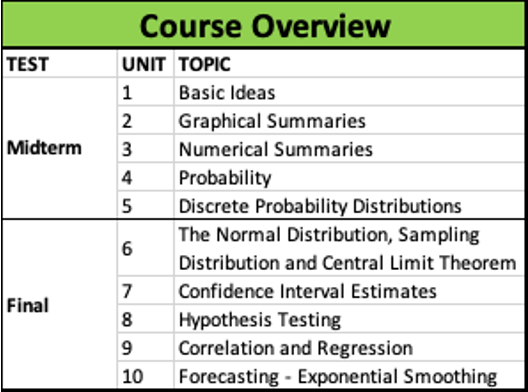 Course Overview
TEST UNIT TOPIC
1 Basic Ideas
2 Graphical Summaries
Midterm 3 Numerical Summaries
4 Probability
5 Discrete Probability Distributions
6 The Normal Distribution, Sampling
Distribution and Central Limit Theorem
7 Confidence Interval Estimates
Final 8 Hypothesis Testing
9 Correlation and Regression
10 Forecasting - Exponential Smoothing